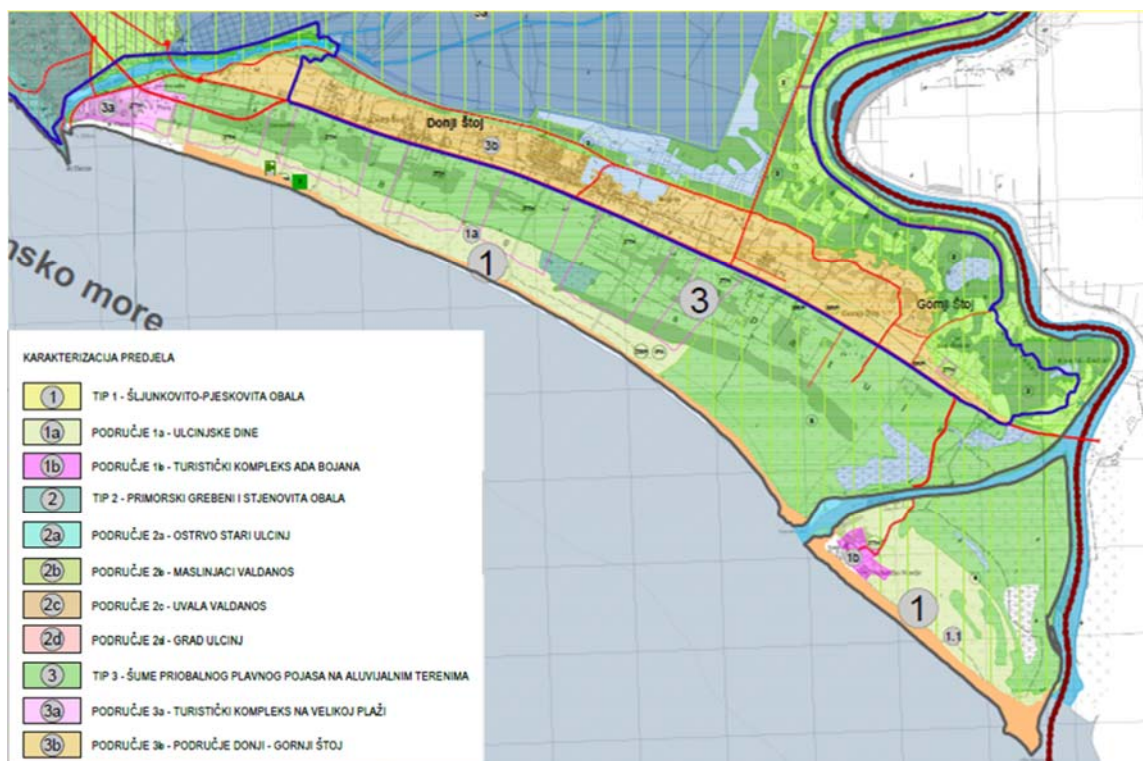 3a
Donji Štoj
3b
1a
1
3
Gornji Štoj
nsko more
1b
1
1.1
KARAKTERIZACIJA PREDJELA
1 TIP 1 - ŠLJUNKOVITO-PJESKOVITA OBALA
1a PODRUČJE 1a - ULCINJSKE DINE
1b PODRUČJE 1b - TURISTIČKI KOMPLEKS ADA BOJANA
2 TIP 2 - PRIMORSKI GREBENI I STJENOVITA OBALA
2a PODRUČJE 2a - OSTRVO STARI ULCINJ
2b PODRUČJE 2b - MASLINJACI VALDANOS
2c PODRUČJE 2c - UVALA VALDANOS
2d PODRUČJE 2d - GRAD ULCINJ
3 TIP 3 - ŠUME PRIOBALNOG PLAVNOG POJASA NA ALUVIJALNIM TERENIMA
3a PODRUČJE 3a - TURISTIČKI KOMPLEKS NA VELIKOJ PLAŽI
3b PODRUČJE 3b - PODRUČJE DONJI - GORNJI ŠTOJ